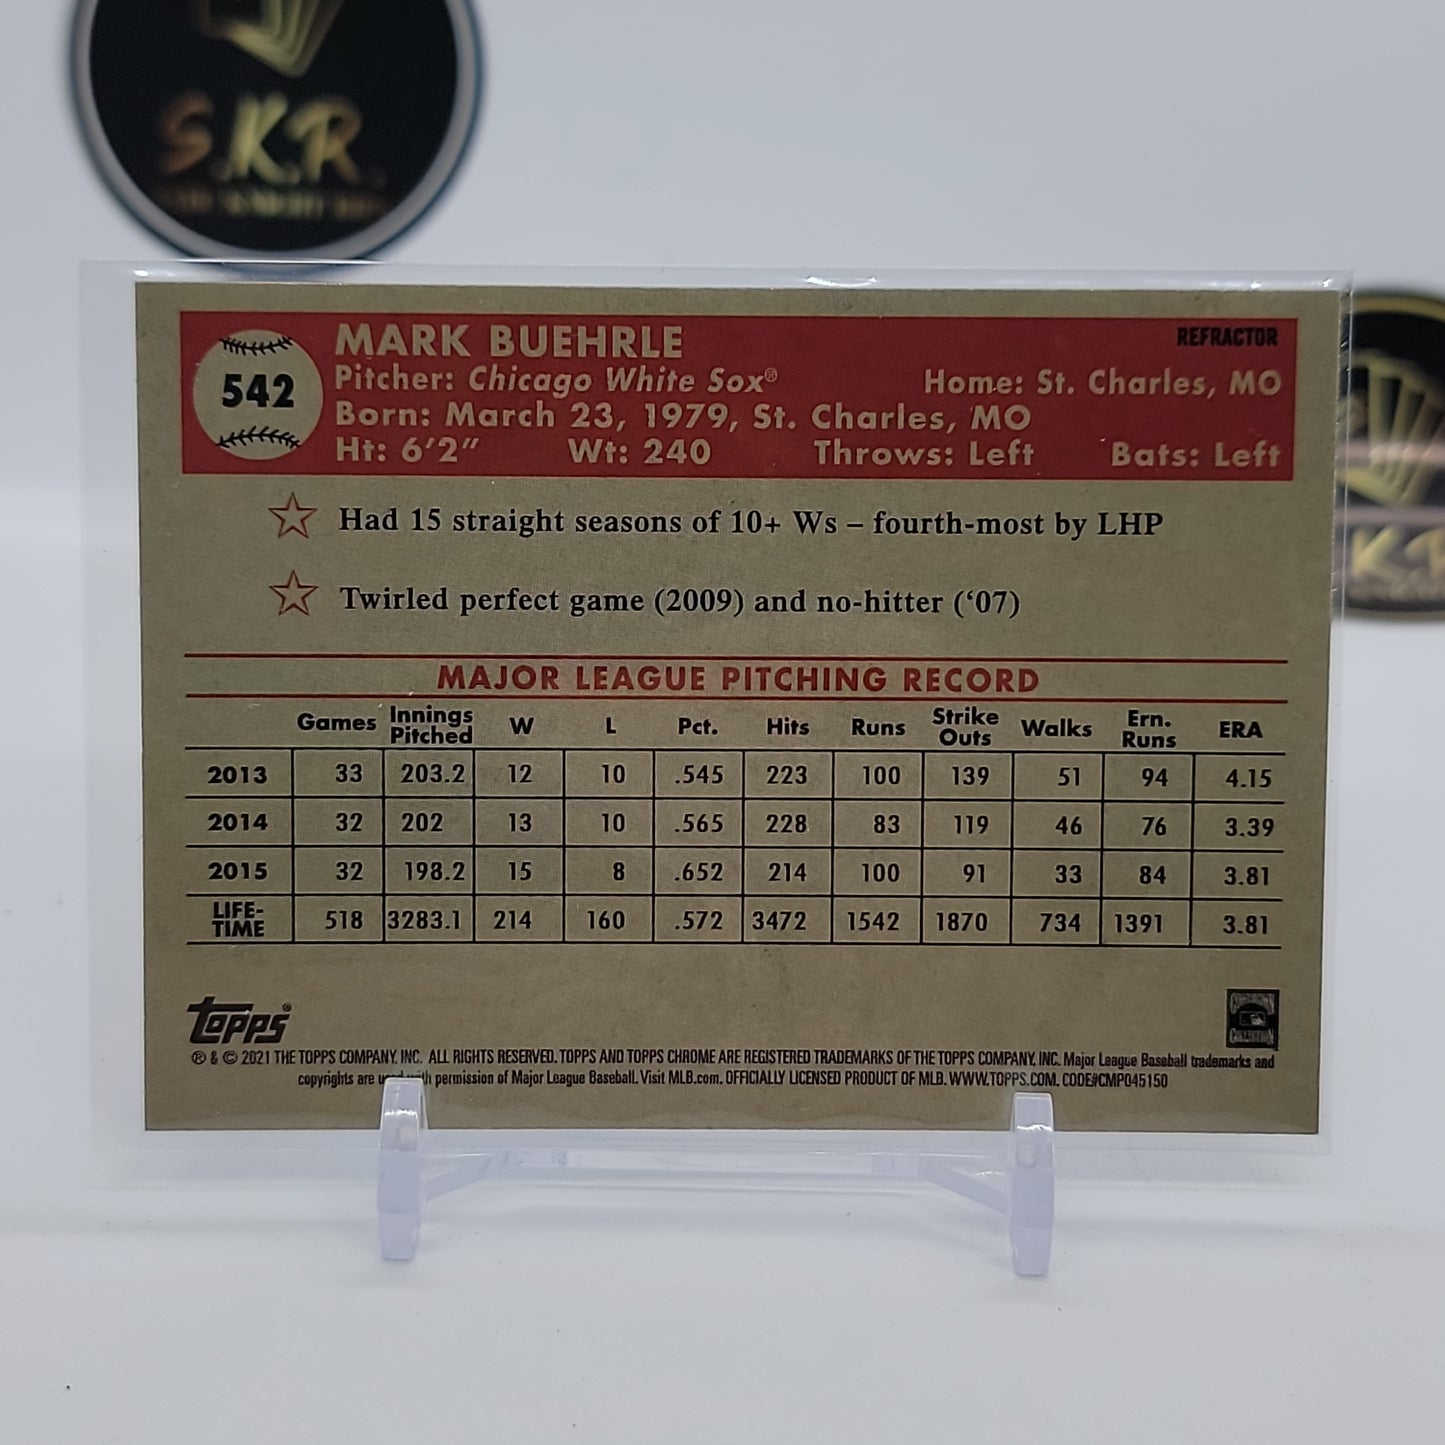 S.K.R.
MARK BUEHRLE
REFRACTOR
542
Pitcher: Chicago White Sox®
Home: St. Charles, MO
Born: March 23, 1979, St. Charles, MO
Ht: 6'2" Wt: 240 Throws: Left Bats: Left
Had 15 straight seasons of 10+ Ws – fourth-most by LHP
Twirled perfect game (2009) and no-hitter (‘07)
MAJOR LEAGUE PITCHING RECORD
Games Innings Pitched W L Pct. Hits Runs Strike Outs Walks Ern. Runs ERA
2013 33 203.2 12 10 .545 223 100 139 51 94 4.15
2014 32 202 13 10 .565 228 83 119 46 76 3.39
2015 32 198.2 15 8 .652 214 100 91 33 84 3.81
LIFE-TIME 518 3283.1 214 160 .572 3472 1542 1870 734 1391 3.81
topps®
® & © 2021 THE TOPPS COMPANY, INC. ALL RIGHTS RESERVED. TOPPS AND TOPPS CHROME ARE REGISTERED TRADEMARKS OF THE TOPPS COMPANY, INC. Major League Baseball trademarks and
copyrights are used with permission of Major League Baseball. Visit MLB.com. OFFICIALLY LICENSED PRODUCT OF MLB. WWW.TOPPS.COM. CODE#CMP045150